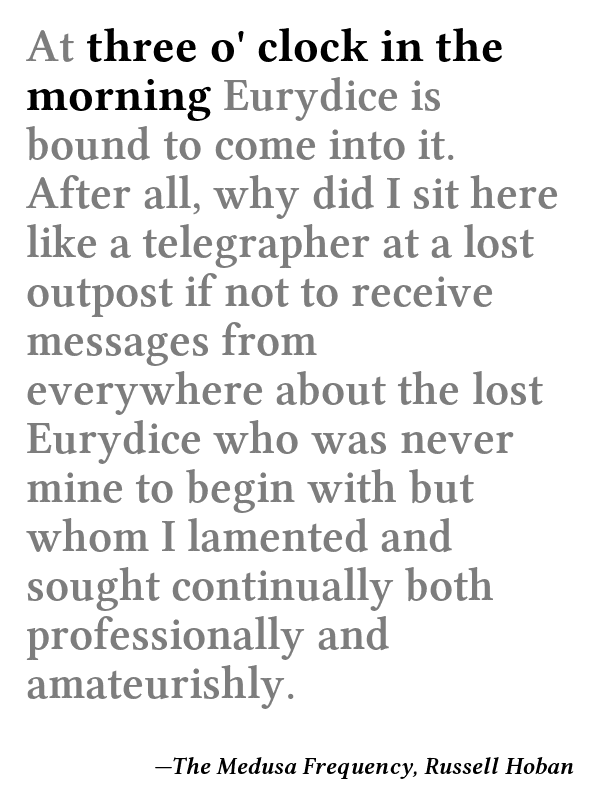 At three o' clock in the
morning Eurydice is
bound to come into it.
After all, why did I sit here
like a telegrapher at a lost
outpost if not to receive
messages from
everywhere about the lost
Eurydice who was never
mine to begin with but
whom I lamented and
sought continually both
professionally and
amateurishly.
—The Medusa Frequency, Russell Hoban